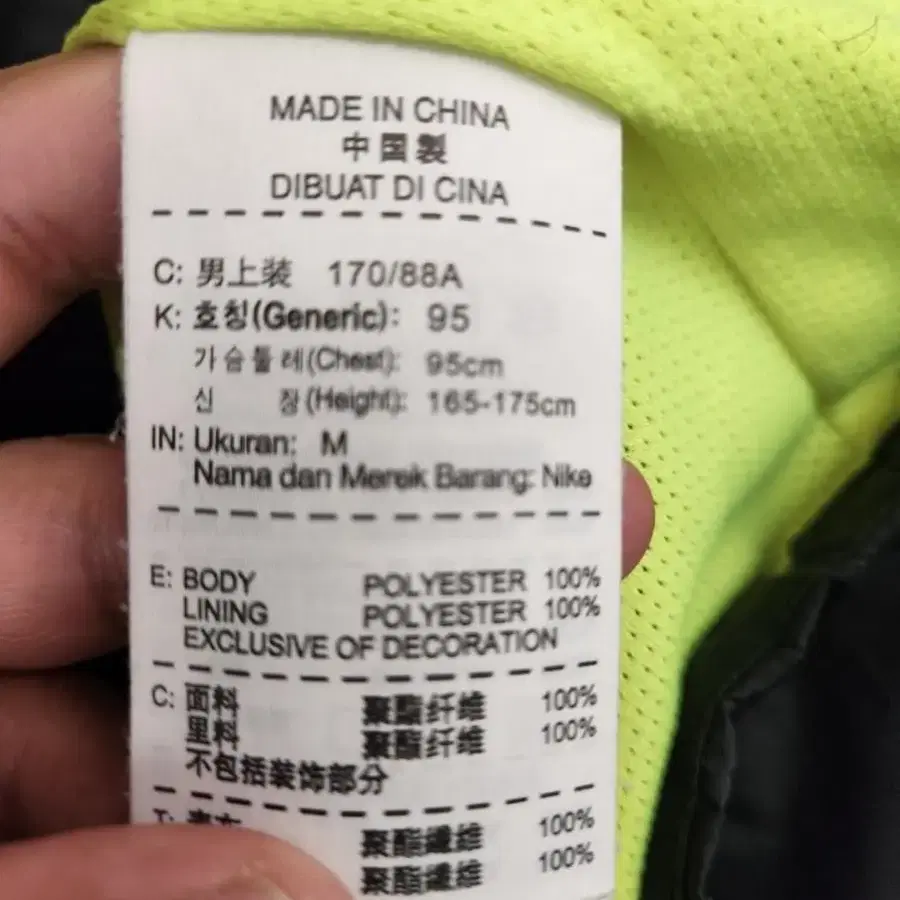 MADE IN CHINA
中国製
DIBUAT DI CINA
C: 男上装 170/88A
K: 호칭(Generic): 95
가슴둘레(Chest): 95cm
신 장(Height): 165-175cm
IN: Ukuran: M
Nama dan Merek Barang: Nike
E: BODY POLYESTER 100%
LINING POLYESTER 100%
EXCLUSIVE OF DECORATION
C: 面料 聚酯纤维 100%
里料 聚酯纤维 100%
不包括装饰部分
聚酯纖維 100%
聚酯纖維 100%